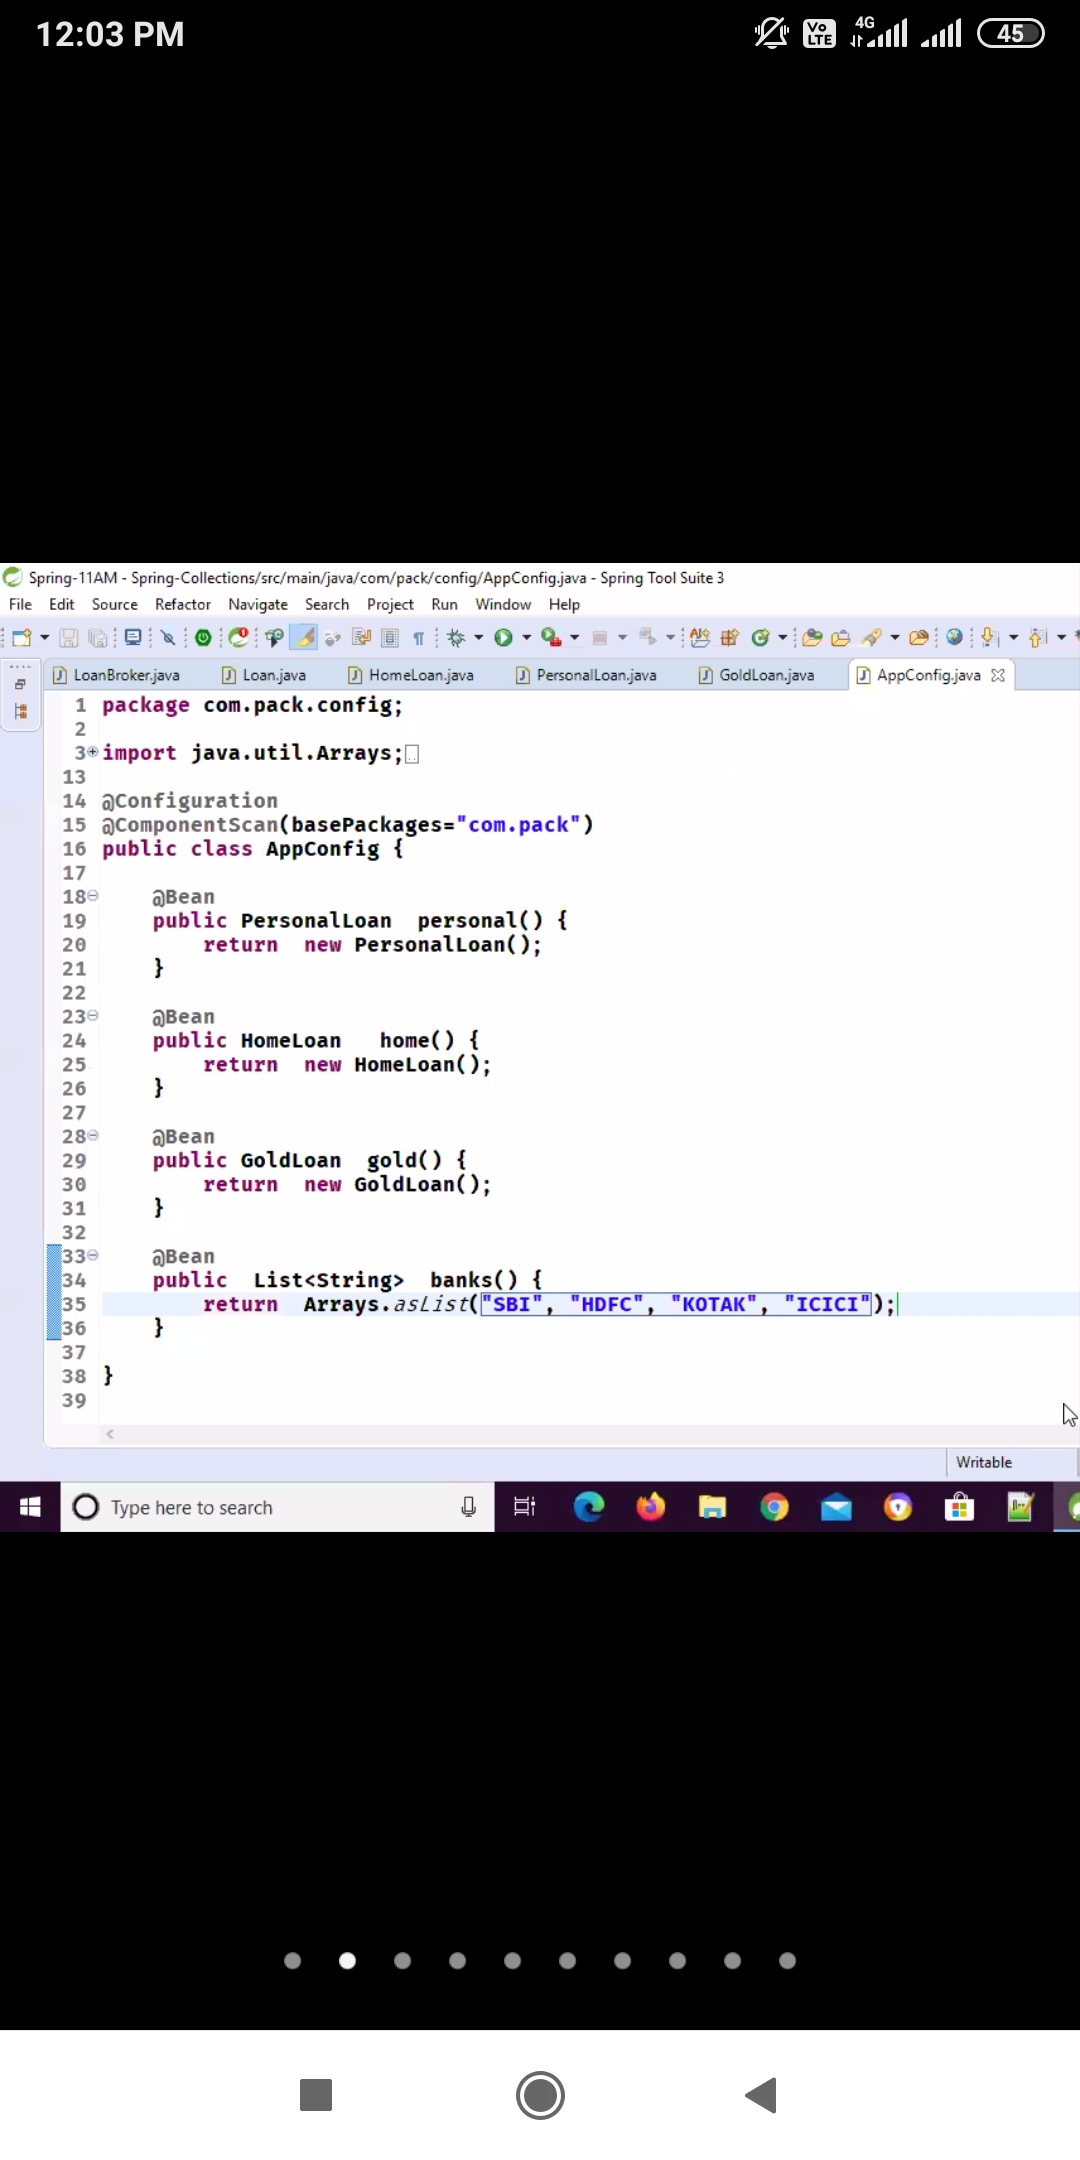 12:03 PM
Vo LTE 4G 45
Spring-11AM - Spring-Collections/src/main/java/com/pack/config/AppConfig.java - Spring Tool Suite 3
File Edit Source Refactor Navigate Search Project Run Window Help
LoanBroker.java Loan.java HomeLoan.java PersonalLoan.java GoldLoan.java AppConfig.java
1 package com.pack.config;
2
3 import java.util.Arrays;
13
14 @Configuration
15 @ComponentScan(basePackages="com.pack")
16 public class AppConfig {
17
18 @Bean
19 public PersonalLoan personal() {
20 return new PersonalLoan();
21 }
22
23 @Bean
24 public HomeLoan home() {
25 return new HomeLoan();
26 }
27
28 @Bean
29 public GoldLoan gold() {
30 return new GoldLoan();
31 }
32
33 @Bean
34 public List<String> banks() {
35 return Arrays.asList("SBI", "HDFC", "KOTAK", "ICICI");
36 }
37
38 }
39
Writable
Type here to search